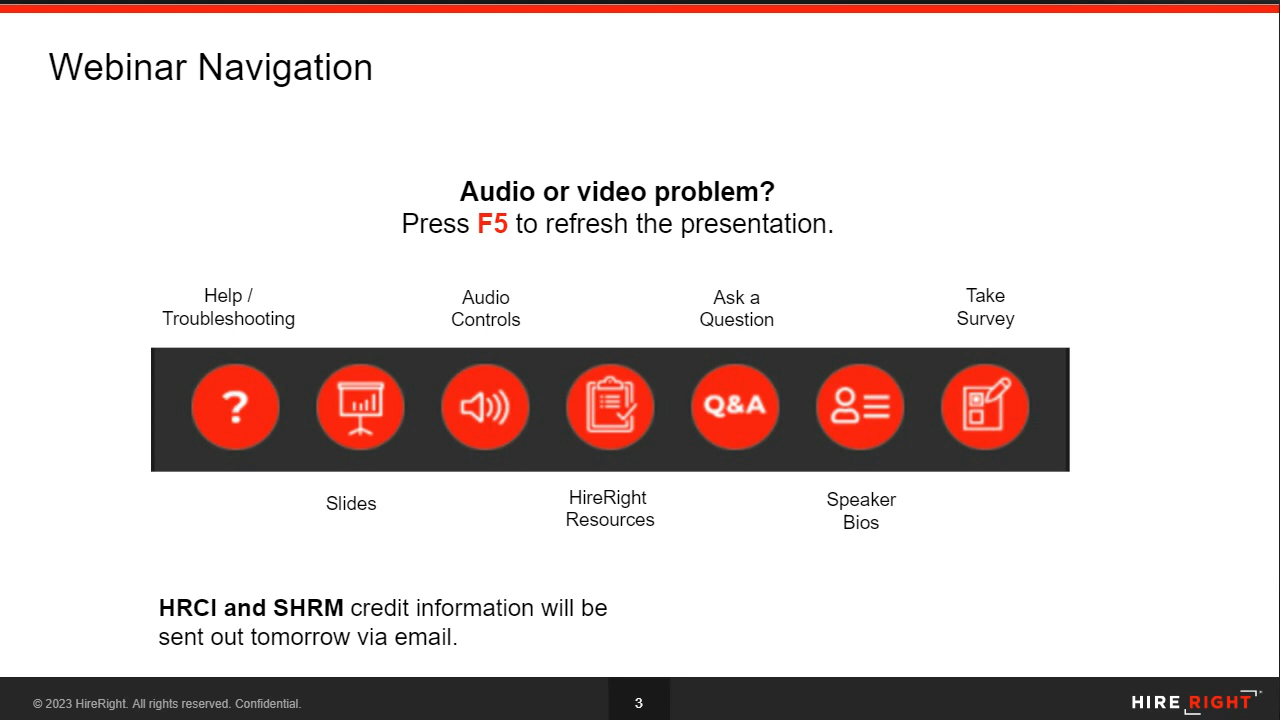 Webinar Navigation
Audio or video problem?
Press F5 to refresh the presentation.
Help /
Troubleshooting
Audio
Controls
Ask a
Question
Take
Survey
?
Q&A
Slides
HireRight
Resources
Speaker
Bios
HRCI and SHRM credit information will be
sent out tomorrow via email.
© 2023 HireRight. All rights reserved. Confidential.
3
HIRE RIGHT